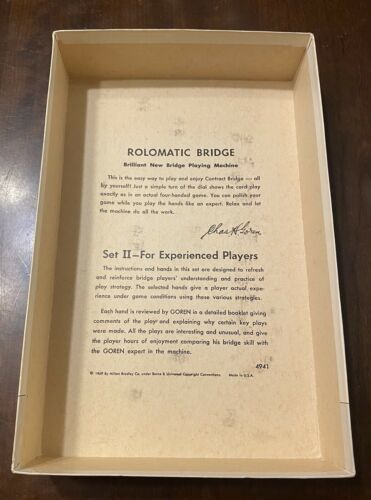 ROLOMATIC BRIDGE
Brilliant New Bridge Playing Machine
This is the easy way to play and enjoy Contract Bridge — all
by yourself! Just a simple turn of the dial shows the card play
exactly as in an actual four-handed game. You can polish your
game while you play the hands like an expert. Relax and let
the machine do all the work.
Chas H. Goren
Set II—For Experienced Players
The instructions and hands in this set are designed to refresh
and reinforce bridge players' understanding and practice of
play strategy. The selected hands give a player actual experi-
ence under game conditions using these various strategies.
Each hand is reviewed by GOREN in a detailed booklet giving
comments of the play and explaining why certain key plays
were made. All the plays are interesting and unusual, and give
the player hours of enjoyment comparing his bridge skill with
the GOREN expert in the machine.
4941
© by Milton Bradley Co. under Berne & Universal Copyright Conventions. Made in U.S.A.